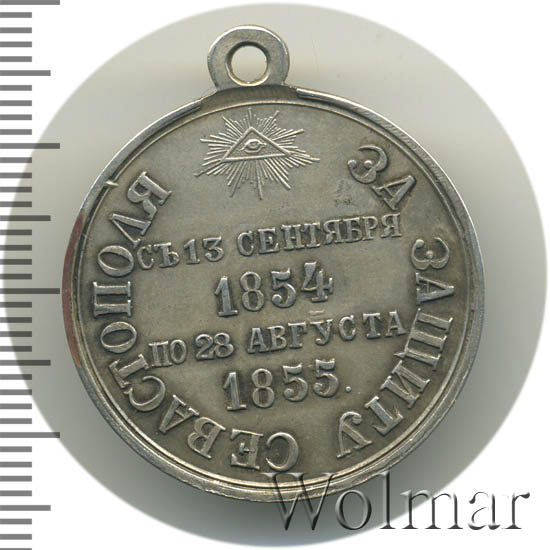 ЗА ЗАЩИТУ СЕВАСТОПОЛЯ
СЪ 13 СЕНТЯБРЯ
1854
ПО 28 АВГУСТА
1855.
Wolmar